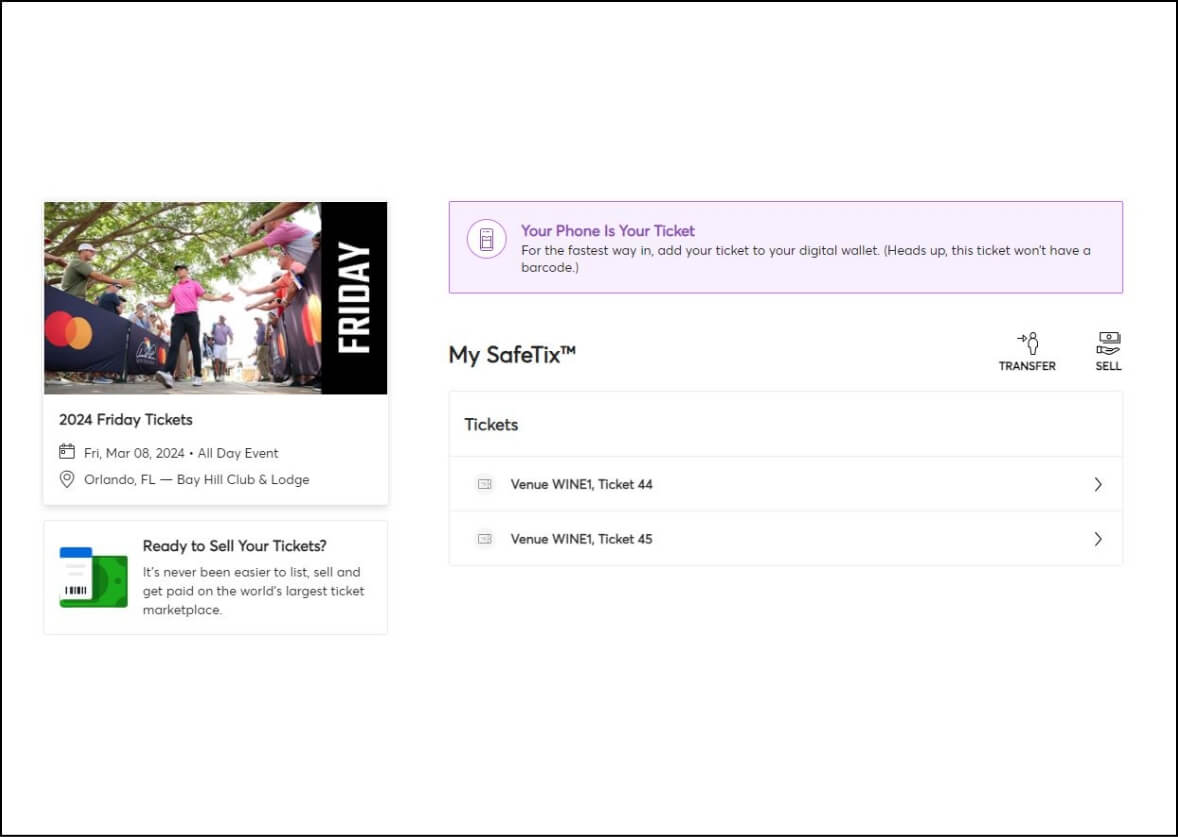 FRIDAY
2024 Friday Tickets
Fri, Mar 08, 2024 • All Day Event
Orlando, FL — Bay Hill Club & Lodge
Ready to Sell Your Tickets?
It's never been easier to list, sell and
get paid on the world's largest ticket
marketplace.
Your Phone Is Your Ticket
For the fastest way in, add your ticket to your digital wallet. (Heads up, this ticket won't have a
barcode.)
My SafeTix™
TRANSFER
SELL
Tickets
Venue WINE1, Ticket 44
Venue WINE1, Ticket 45